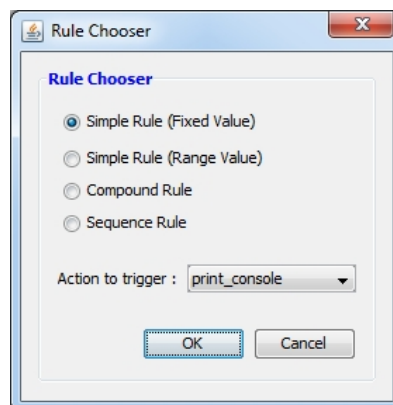 Rule Chooser
Rule Chooser
Simple Rule (Fixed Value)
Simple Rule (Range Value)
Compound Rule
Sequence Rule
Action to trigger : print_console
OK Cancel